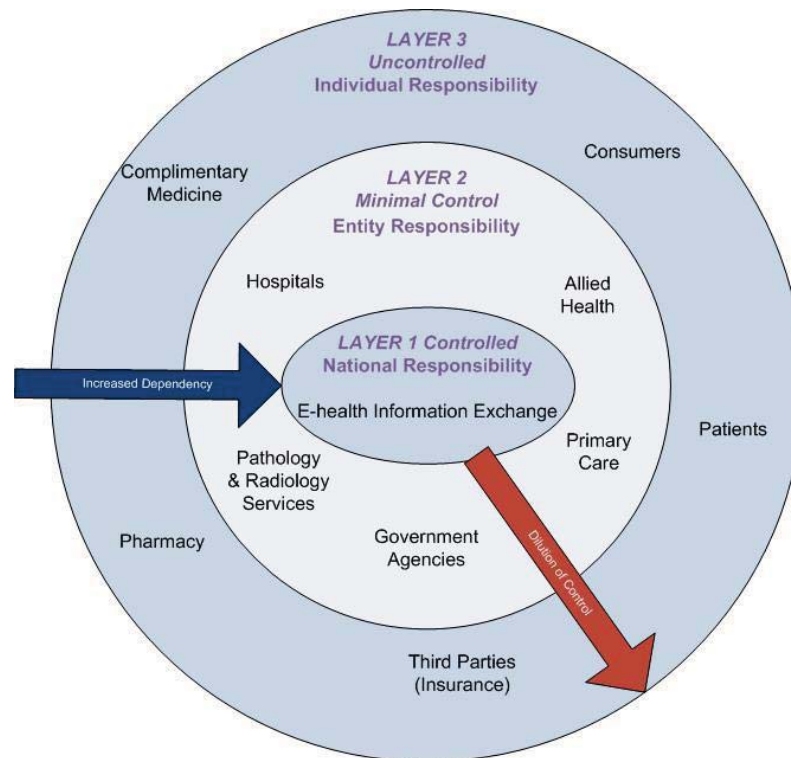 LAYER 3
Uncontrolled
Individual Responsibility
Consumers
Complimentary
Medicine
LAYER 2
Minimal Control
Entity Responsibility
Hospitals
Allied
Health
LAYER 1 Controlled
National Responsibility
Increased Dependency
E-health Information Exchange
Patients
Primary
Care
Pathology
& Radiology
Services
Pharmacy
Government
Agencies
Dilution of Control
Third Parties
(Insurance)